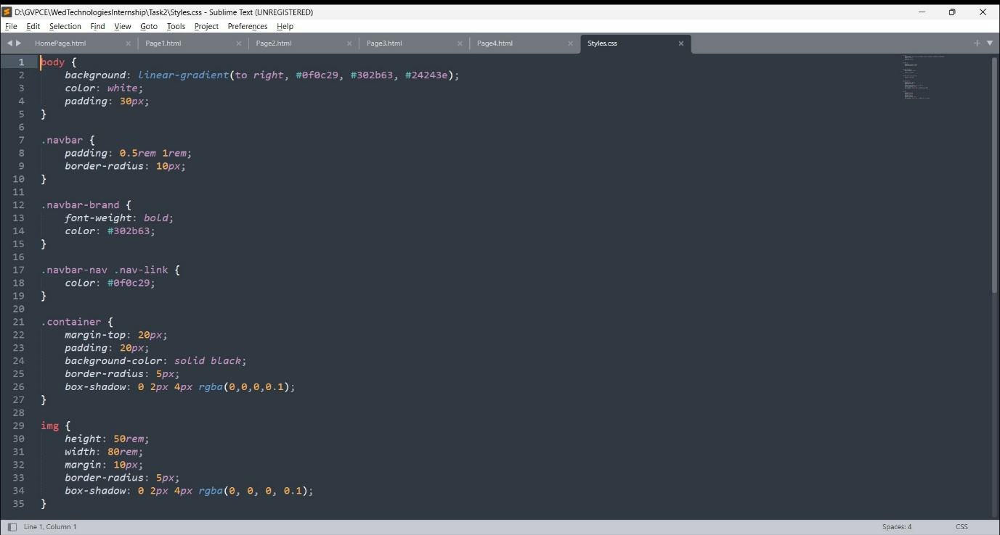 D:\GVPCE\WedTechnologiesInternship\Task2\Styles.css - Sublime Text (UNREGISTERED)
File Edit Selection Find View Goto Tools Project Preferences Help
HomePage.html Page1.html Page2.html Page3.html Page4.html Styles.css
1 body {
2     background: linear-gradient(to right, #0f0c29, #302b63, #24243e);
3     color: white;
4     padding: 30px;
5 }
6
7 .navbar {
8     padding: 0.5rem 1rem;
9     border-radius: 10px;
10 }
11
12 .navbar-brand {
13     font-weight: bold;
14     color: #302b63;
15 }
16
17 .navbar-nav .nav-link {
18     color: #0f0c29;
19 }
20
21 .container {
22     margin-top: 20px;
23     padding: 20px;
24     background-color: solid black;
25     border-radius: 5px;
26     box-shadow: 0 2px 4px rgba(0,0,0,0.1);
27 }
28
29 img {
30     height: 50rem;
31     width: 80rem;
32     margin: 10px;
33     border-radius: 5px;
34     box-shadow: 0 2px 4px rgba(0, 0, 0, 0.1);
35 }
Line 1, Column 1 Spaces: 4 CSS